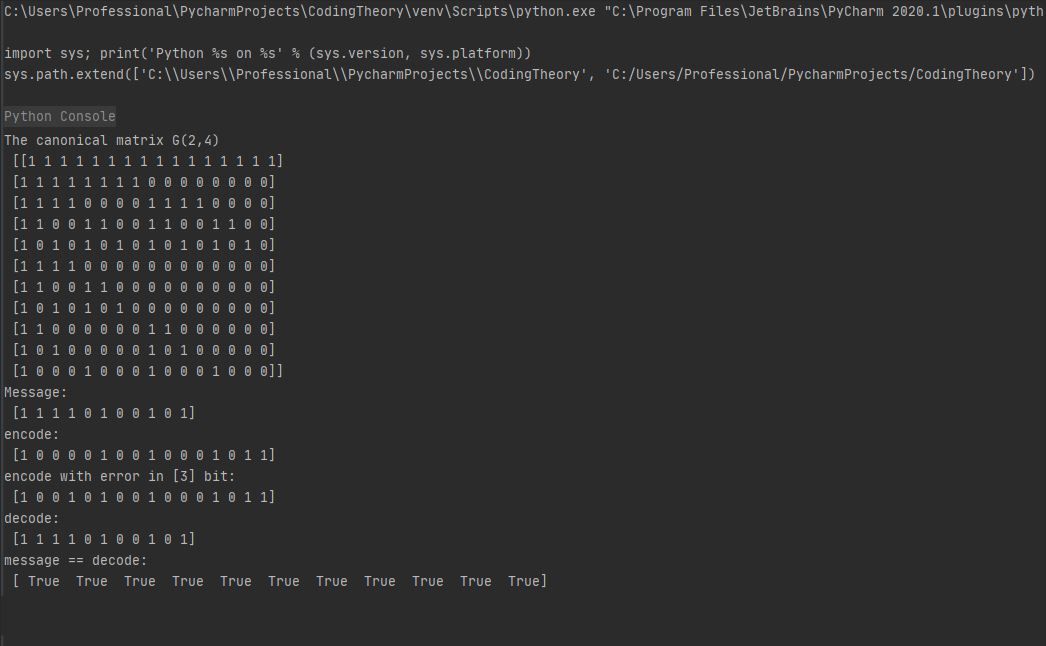 C:\Users\Professional\PycharmProjects\CodingTheory\venv\Scripts\python.exe "C:\Program Files\JetBrains\PyCharm 2020.1\plugins\pyth
import sys; print('Python %s on %s' % (sys.version, sys.platform))
sys.path.extend(['C:\\Users\\Professional\\PycharmProjects\\CodingTheory', 'C:/Users/Professional/PycharmProjects/CodingTheory'])
Python Console
The canonical matrix G(2,4)
[[1 1 1 1 1 1 1 1 1 1 1 1 1 1 1 1]
[1 1 1 1 1 1 1 1 0 0 0 0 0 0 0 0]
[1 1 1 1 0 0 0 0 1 1 1 1 0 0 0 0]
[1 1 0 0 1 1 0 0 1 1 0 0 1 1 0 0]
[1 0 1 0 1 0 1 0 1 0 1 0 1 0 1 0]
[1 1 1 1 0 0 0 0 0 0 0 0 0 0 0 0]
[1 1 0 0 1 1 0 0 0 0 0 0 0 0 0 0]
[1 0 1 0 1 0 1 0 0 0 0 0 0 0 0 0]
[1 1 0 0 0 0 0 0 1 1 0 0 0 0 0 0]
[1 0 1 0 0 0 0 0 1 0 1 0 0 0 0 0]
[1 0 0 0 1 0 0 0 1 0 0 0 1 0 0 0]]
Message:
[1 1 1 1 0 1 0 0 1 0 1]
encode:
[1 0 0 0 0 1 0 0 1 0 0 0 1 0 1 1]
encode with error in [3] bit:
[1 0 0 1 0 1 0 0 1 0 0 0 1 0 1 1]
decode:
[1 1 1 1 0 1 0 0 1 0 1]
message == decode:
[ True  True  True  True  True  True  True  True  True  True  True]